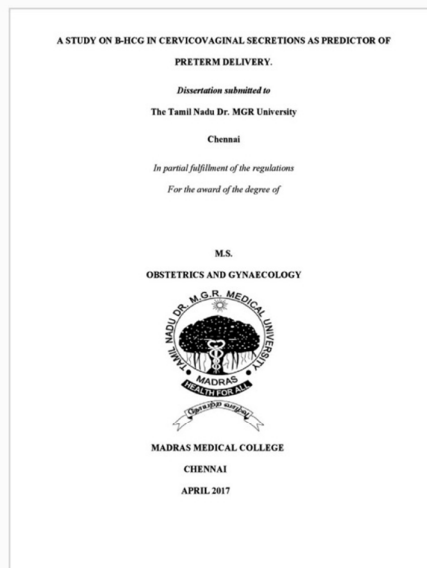 A STUDY ON B-HCG IN CERVICOVAGINAL SECRETIONS AS PREDICTOR OF
PRETERM DELIVERY.
Dissertation submitted to
The Tamil Nadu Dr. MGR University
Chennai
In partial fulfillment of the regulations
For the award of the degree of
M.S.
OBSTETRICS AND GYNAECOLOGY
TAMIL NADU DR. M.G.R. MEDICAL UNIVERSITY
MADRAS
HEALTH FOR ALL
MADRAS MEDICAL COLLEGE
CHENNAI
APRIL 2017